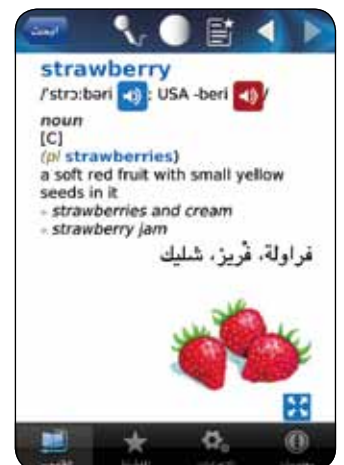 ابحث
strawberry
/ˈstrɔːbəri ; USA -beri /
noun
[C]
(pl strawberries)
a soft red fruit with small yellow
seeds in it
strawberries and cream
strawberry jam
فراولة، فْريز، شليك